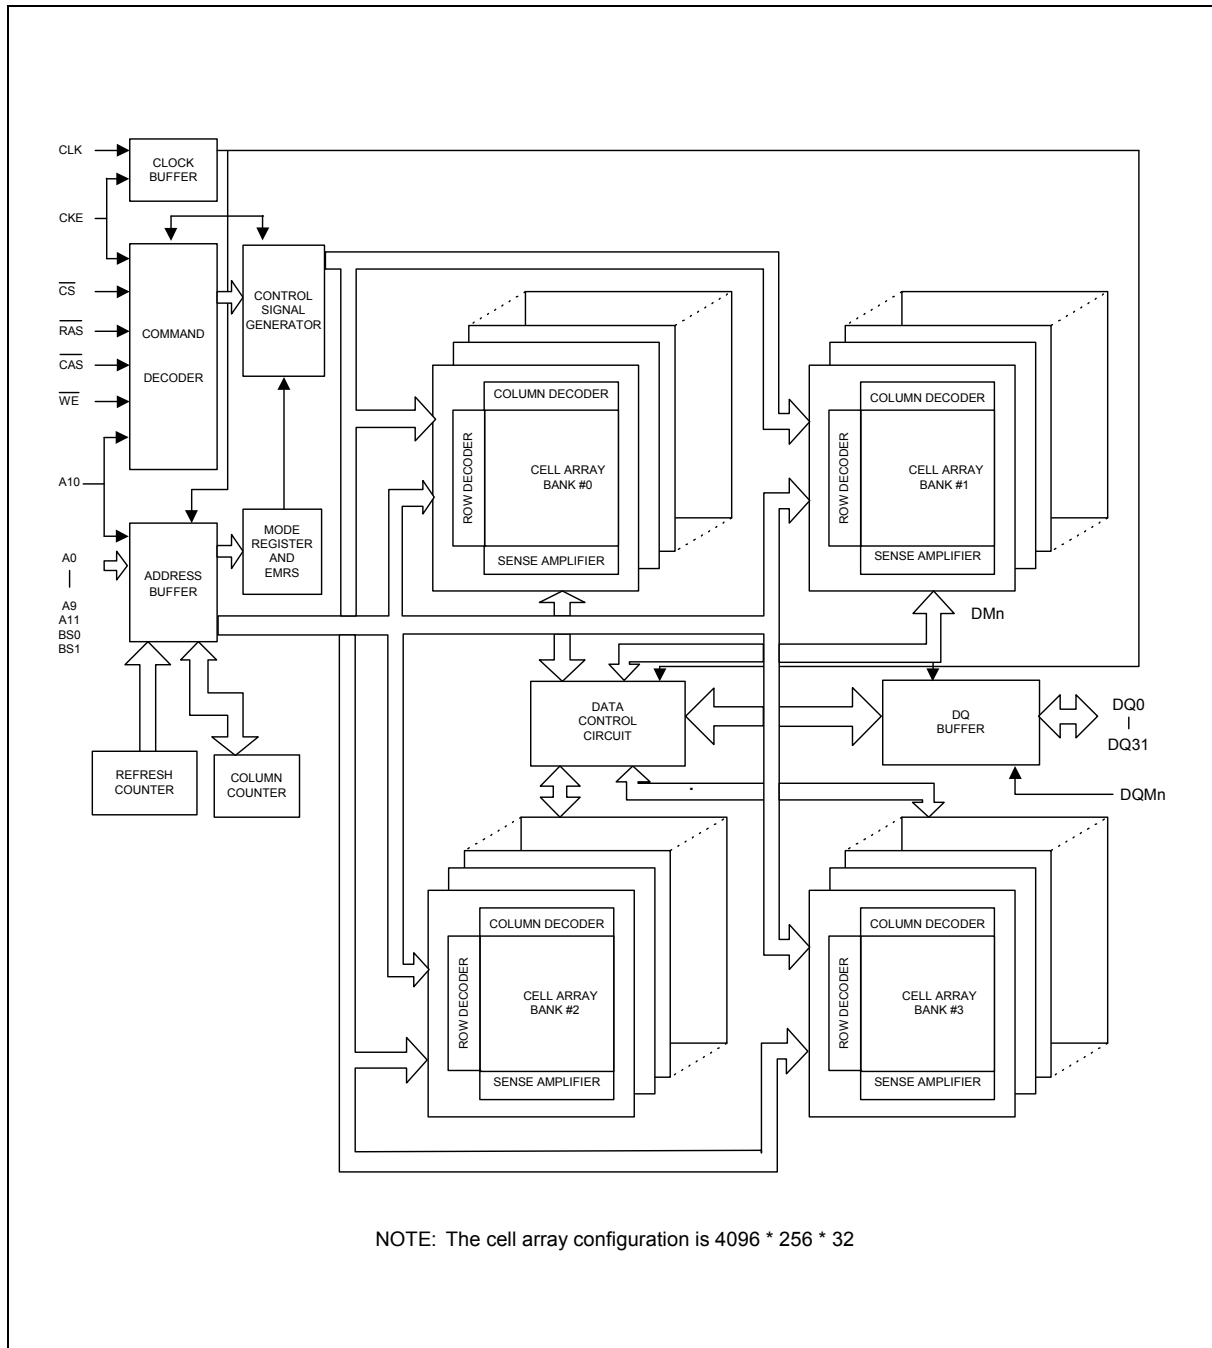 CLK
CLOCK
BUFFER
CKE
CS
RAS
CAS
WE
COMMAND
DECODER
CONTROL
SIGNAL
GENERATOR
A10
A0
A9
A11
BS0
BS1
ADDRESS
BUFFER
MODE
REGISTER
AND
EMRS
REFRESH
COUNTER
COLUMN
COUNTER
COLUMN DECODER
ROW DECODER
CELL ARRAY
BANK #0
SENSE AMPLIFIER
COLUMN DECODER
ROW DECODER
CELL ARRAY
BANK #1
SENSE AMPLIFIER
DMn
DATA
CONTROL
CIRCUIT
DQ
BUFFER
DQ0
DQ31
DQMn
COLUMN DECODER
ROW DECODER
CELL ARRAY
BANK #2
SENSE AMPLIFIER
COLUMN DECODER
ROW DECODER
CELL ARRAY
BANK #3
SENSE AMPLIFIER
NOTE: The cell array configuration is 4096 * 256 * 32